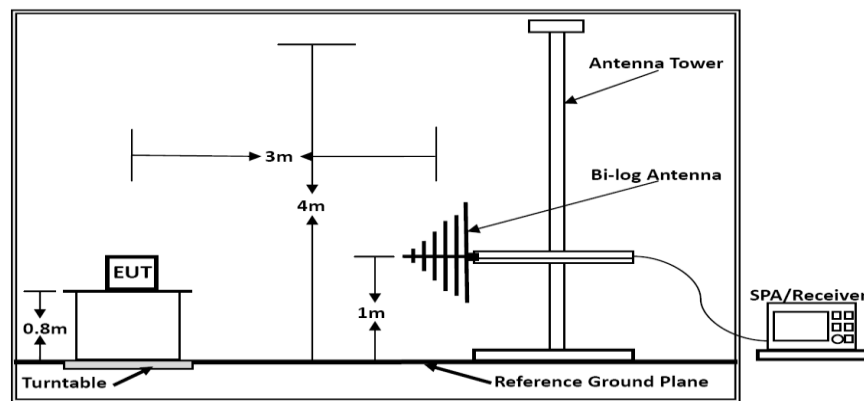 Antenna Tower
3m
Bi-log Antenna
4m
EUT
SPA/Receiver
0.8m
1m
Turntable
Reference Ground Plane